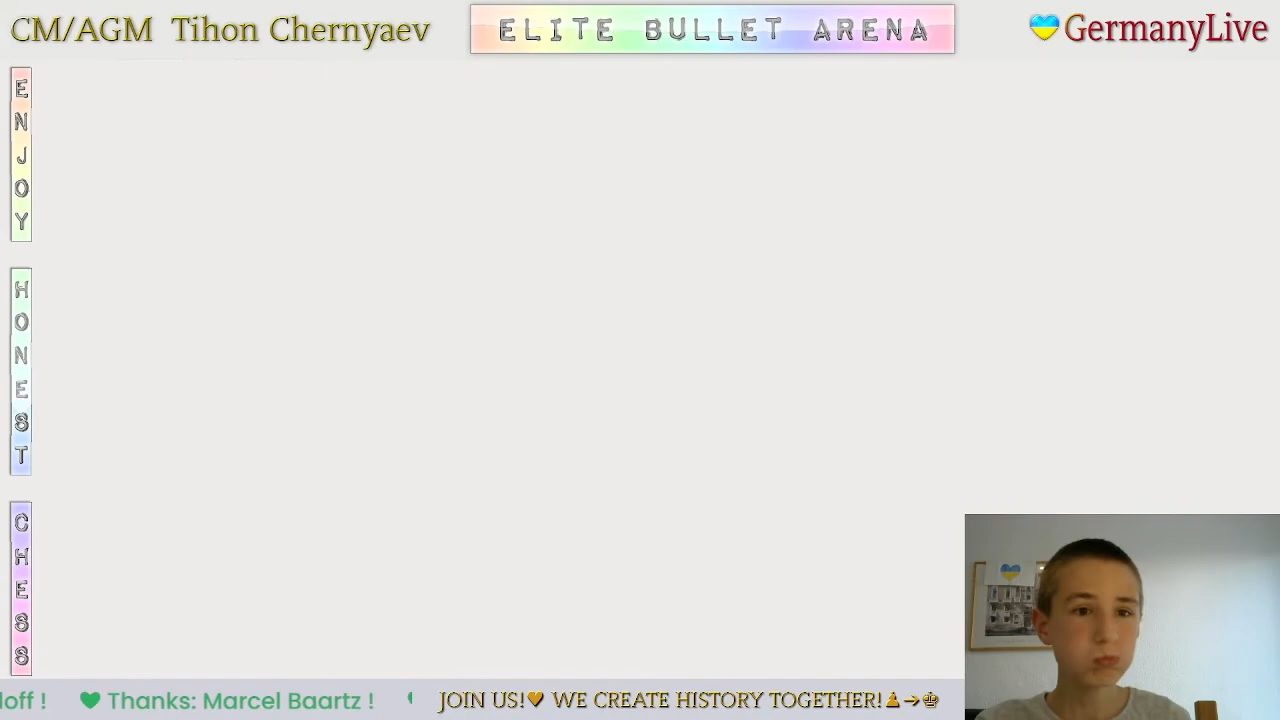 CM/AGM Tihon Chernyaev
ELITE BULLET ARENA
💙GermanyLive
ENJOY
HONEST
CHESS
loff ! 💚 Thanks: Marcel Baartz !
JOIN US!🧡 WE CREATE HISTORY TOGETHER!♟➔♚